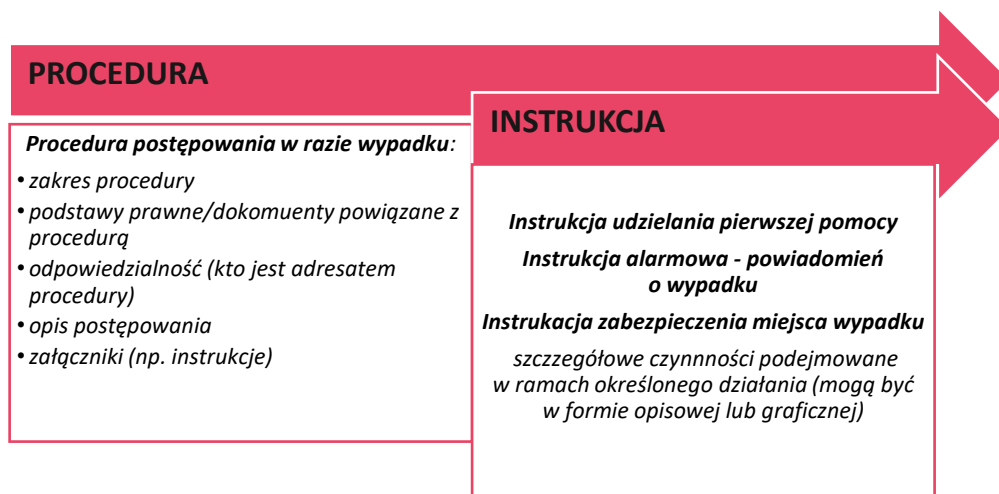 PROCEDURA
Procedura postępowania w razie wypadku:
• zakres procedury
• podstawy prawne/dokomuenty powiązane z
procedurą
• odpowiedzialność (kto jest adresatem
procedury)
• opis postępowania
• załączniki (np. instrukcje)
INSTRUKCJA
Instrukcja udzielania pierwszej pomocy
Instrukcja alarmowa - powiadomień
o wypadku
Instrukacja zabezpieczenia miejsca wypadku
szczegółowe czynnności podejmowane
w ramach określonego działania (mogą być
w formie opisowej lub graficznej)